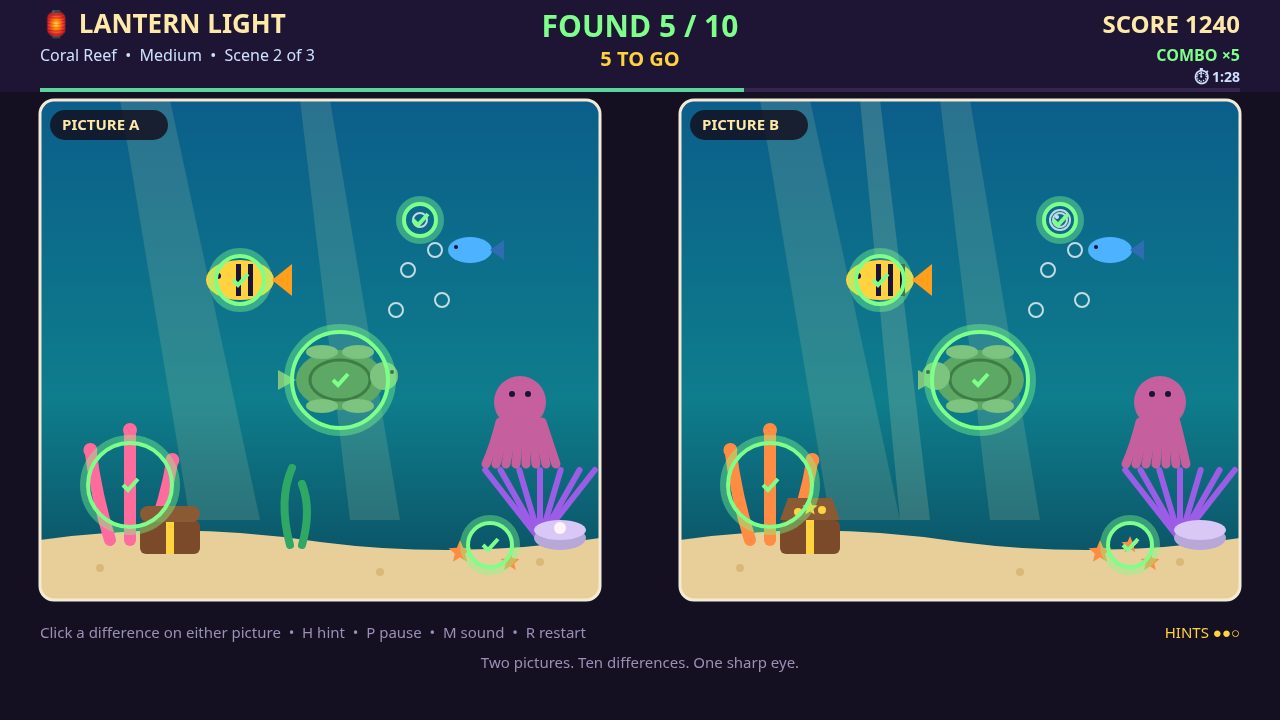 🏮 LANTERN LIGHT
Coral Reef • Medium • Scene 2 of 3
FOUND 5 / 10
5 TO GO
SCORE 1240
COMBO ×5
⏱ 1:28
PICTURE A
PICTURE B
Click a difference on either picture • H hint • P pause • M sound • R restart
HINTS ●●○
Two pictures. Ten differences. One sharp eye.